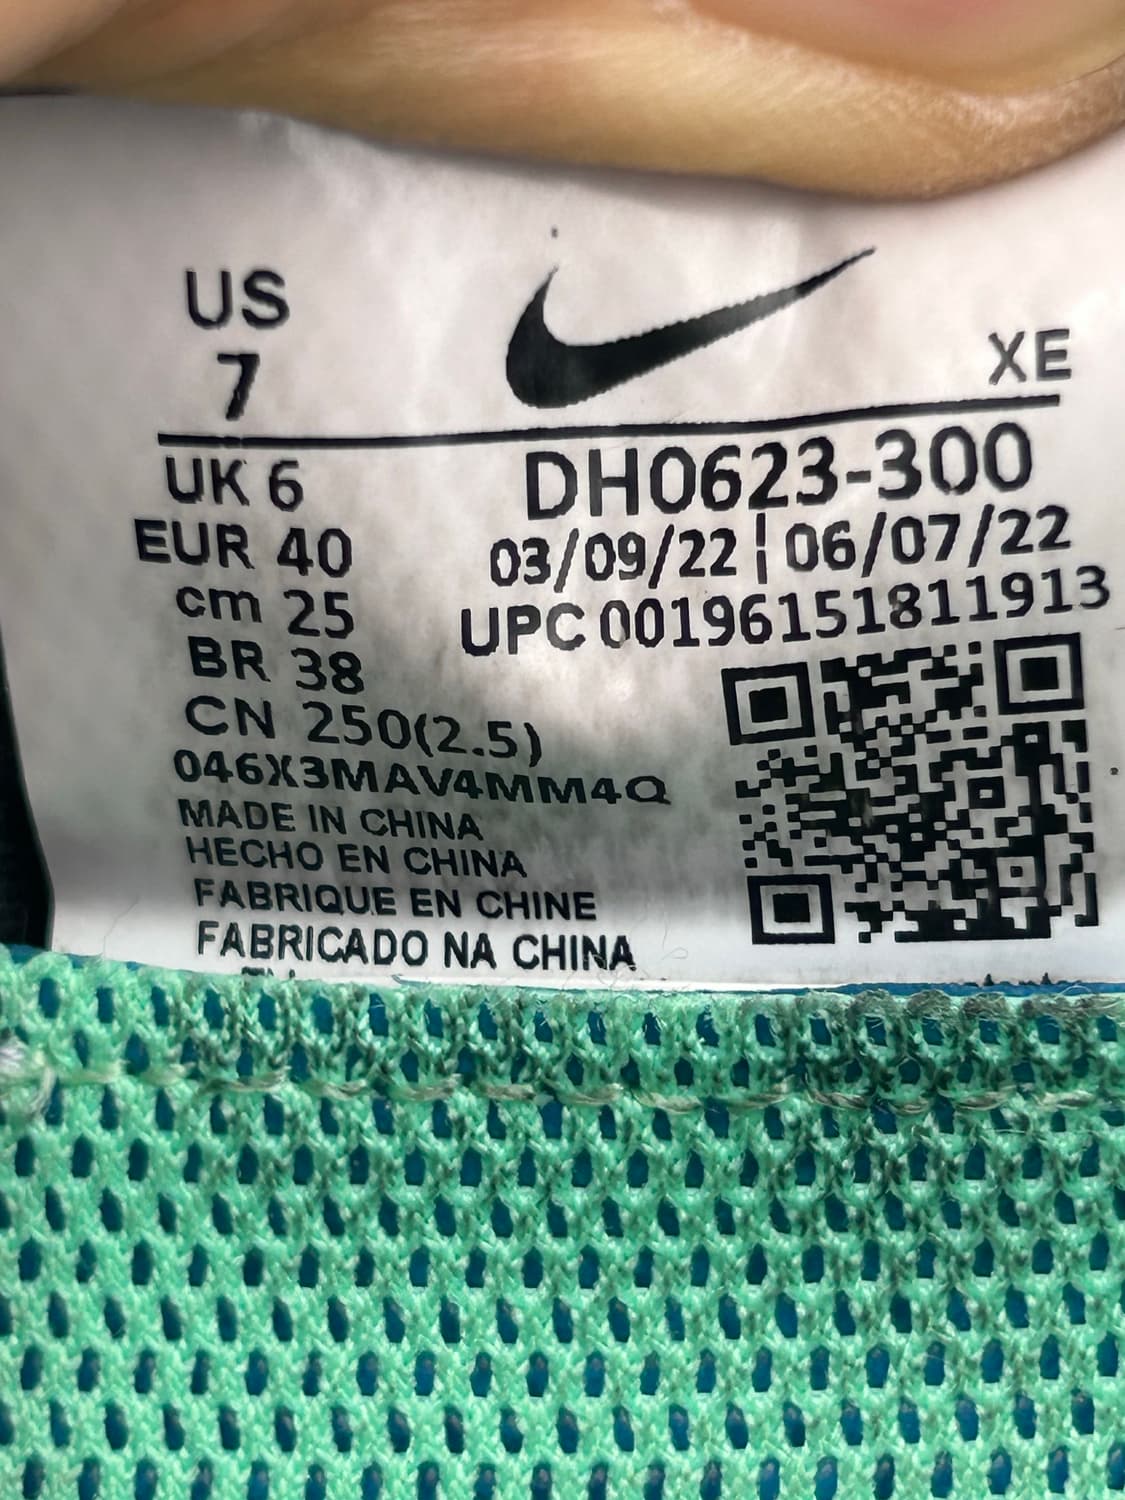 US
7
XE
UK 6
EUR 40
cm 25
BR 38
CN 250(2.5)
DH0623-300
03/09/22 ¦ 06/07/22
UPC 00196151811913
046X3MAV4MM4Q
MADE IN CHINA
HECHO EN CHINA
FABRIQUE EN CHINE
FABRICADO NA CHINA